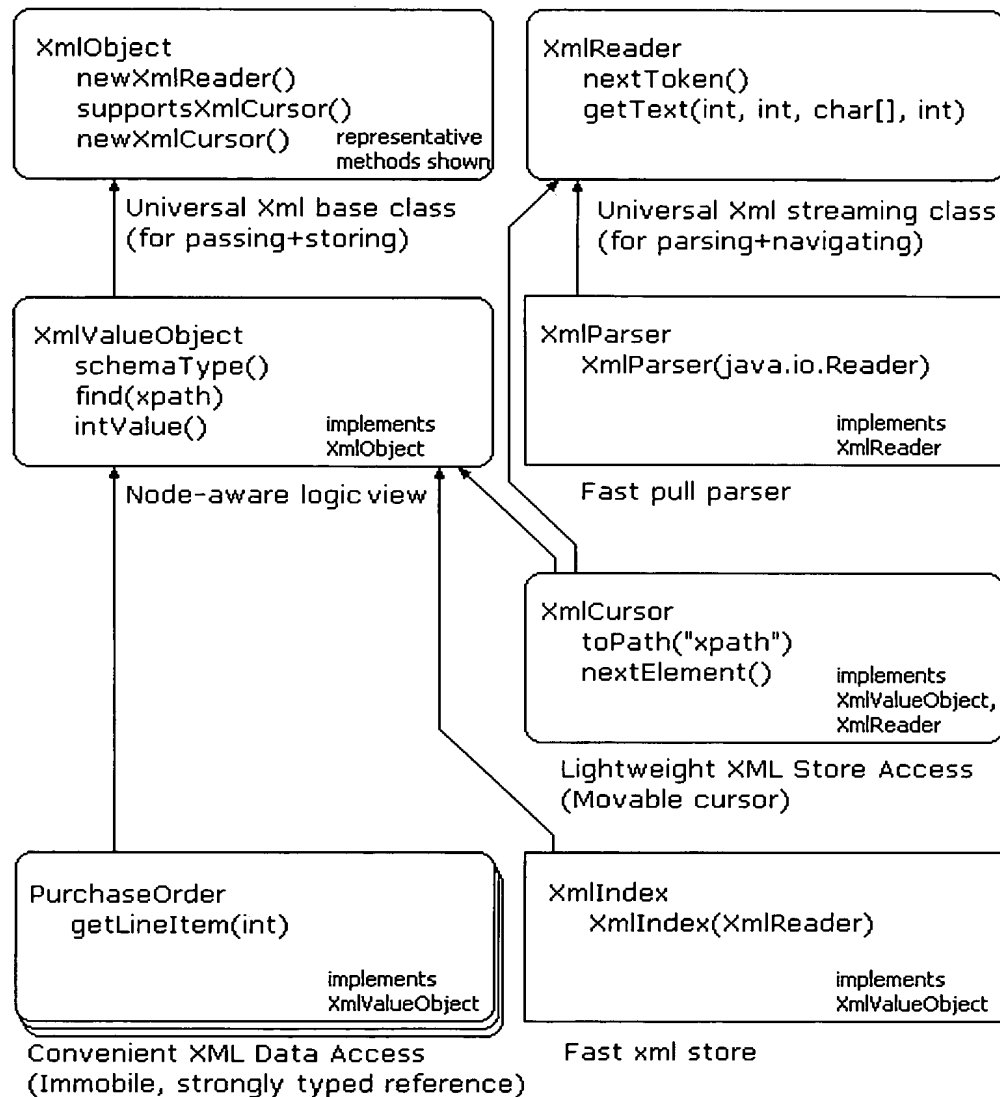 XmlObject
newXmlReader()
supportsXmlCursor()
newXmlCursor()
representative
methods shown
Universal Xml base class
(for passing+storing)
XmlReader
nextToken()
getText(int, int, char[], int)
Universal Xml streaming class
(for parsing+navigating)
XmlValueObject
schemaType()
find(xpath)
intValue()
implements
XmlObject
Node-aware logic view
XmlParser
XmlParser(java.io.Reader)
implements
XmlReader
Fast pull parser
XmlCursor
toPath("xpath")
nextElement()
implements
XmlValueObject,
XmlReader
Lightweight XML Store Access
(Movable cursor)
PurchaseOrder
getLineItem(int)
implements
XmlValueObject
Convenient XML Data Access
(Immobile, strongly typed reference)
XmlIndex
XmlIndex(XmlReader)
implements
XmlValueObject
Fast xml store